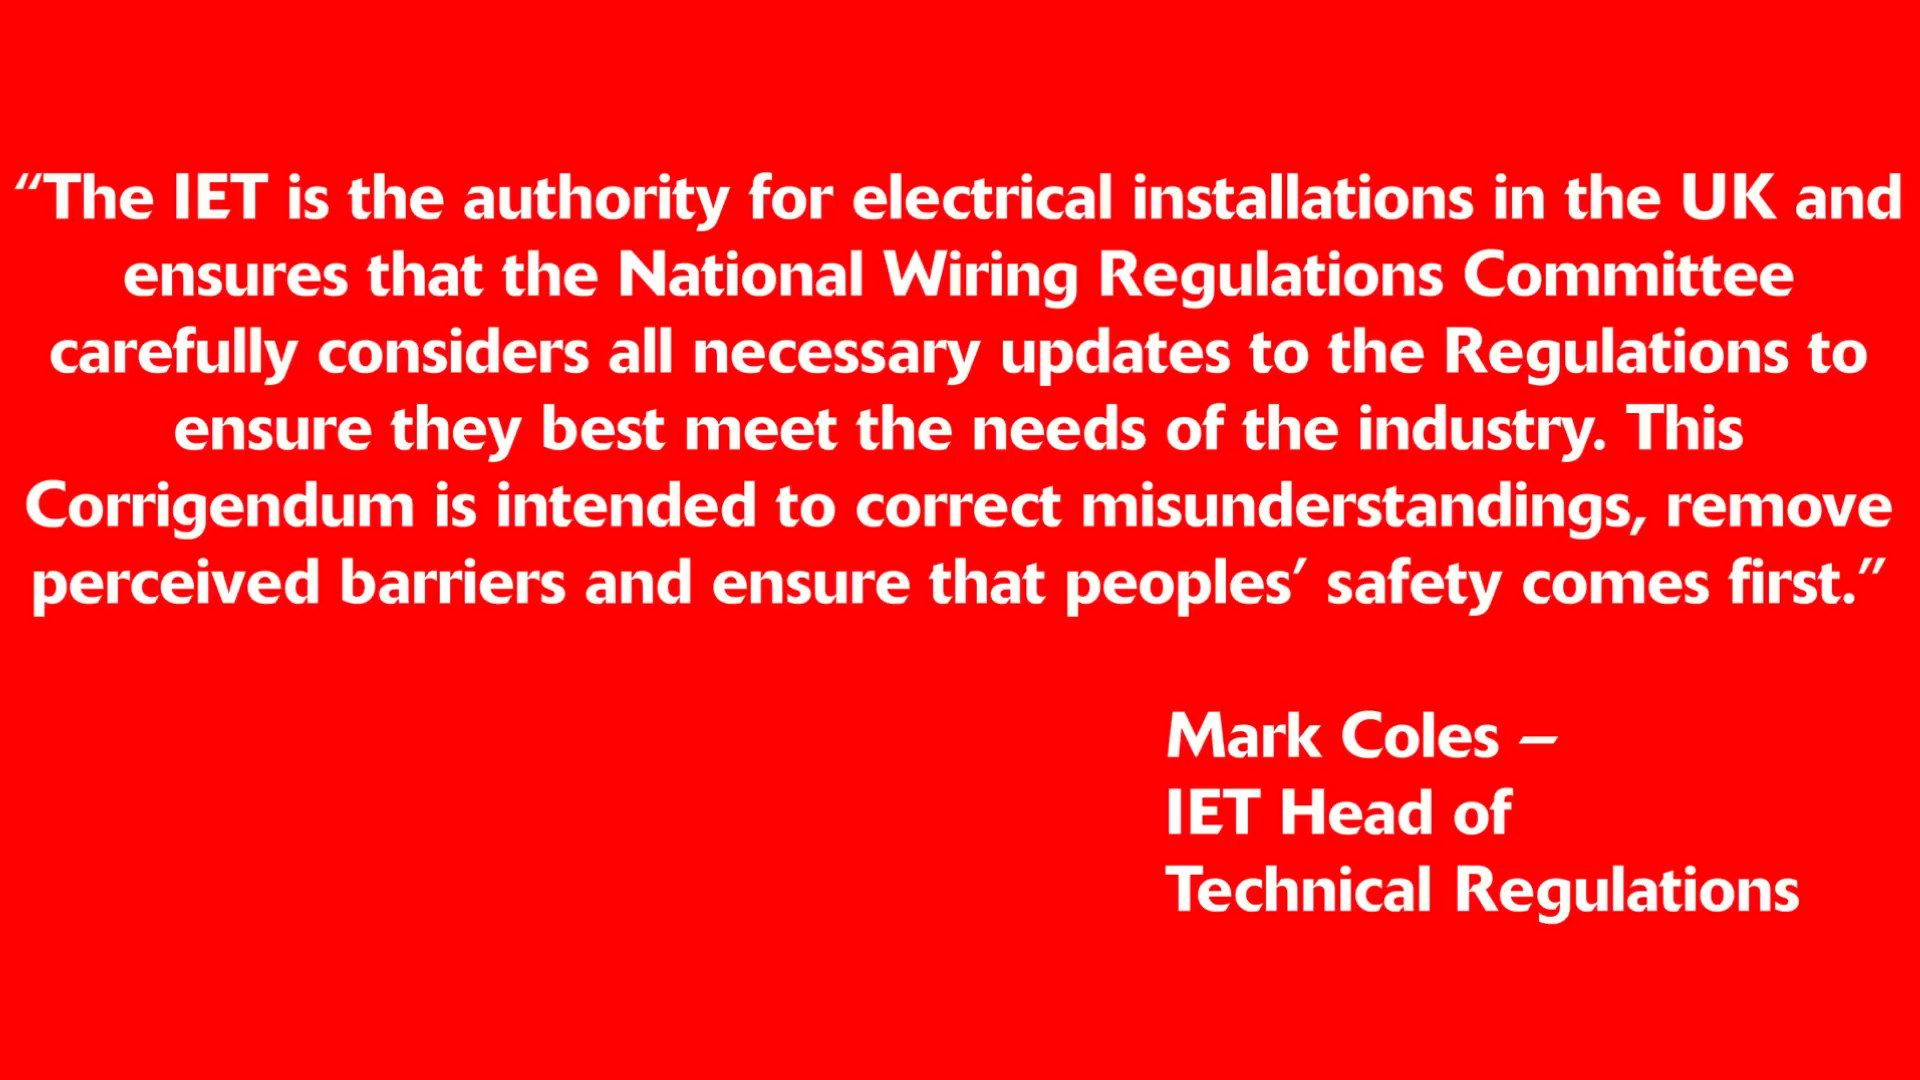 “The IET is the authority for electrical installations in the UK and
ensures that the National Wiring Regulations Committee
carefully considers all necessary updates to the Regulations to
ensure they best meet the needs of the industry. This
Corrigendum is intended to correct misunderstandings, remove
perceived barriers and ensure that peoples’ safety comes first.”
Mark Coles –
IET Head of
Technical Regulations